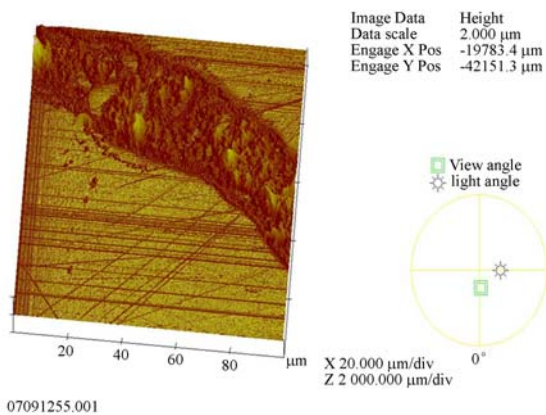 Image Data Height
Data scale 2.000 μm
Engage X Pos -19783.4 μm
Engage Y Pos -42151.3 μm
View angle
light angle
0°
X 20.000 μm/div
Z 2 000.000 μm/div
20 40 60 80 μm
07091255.001